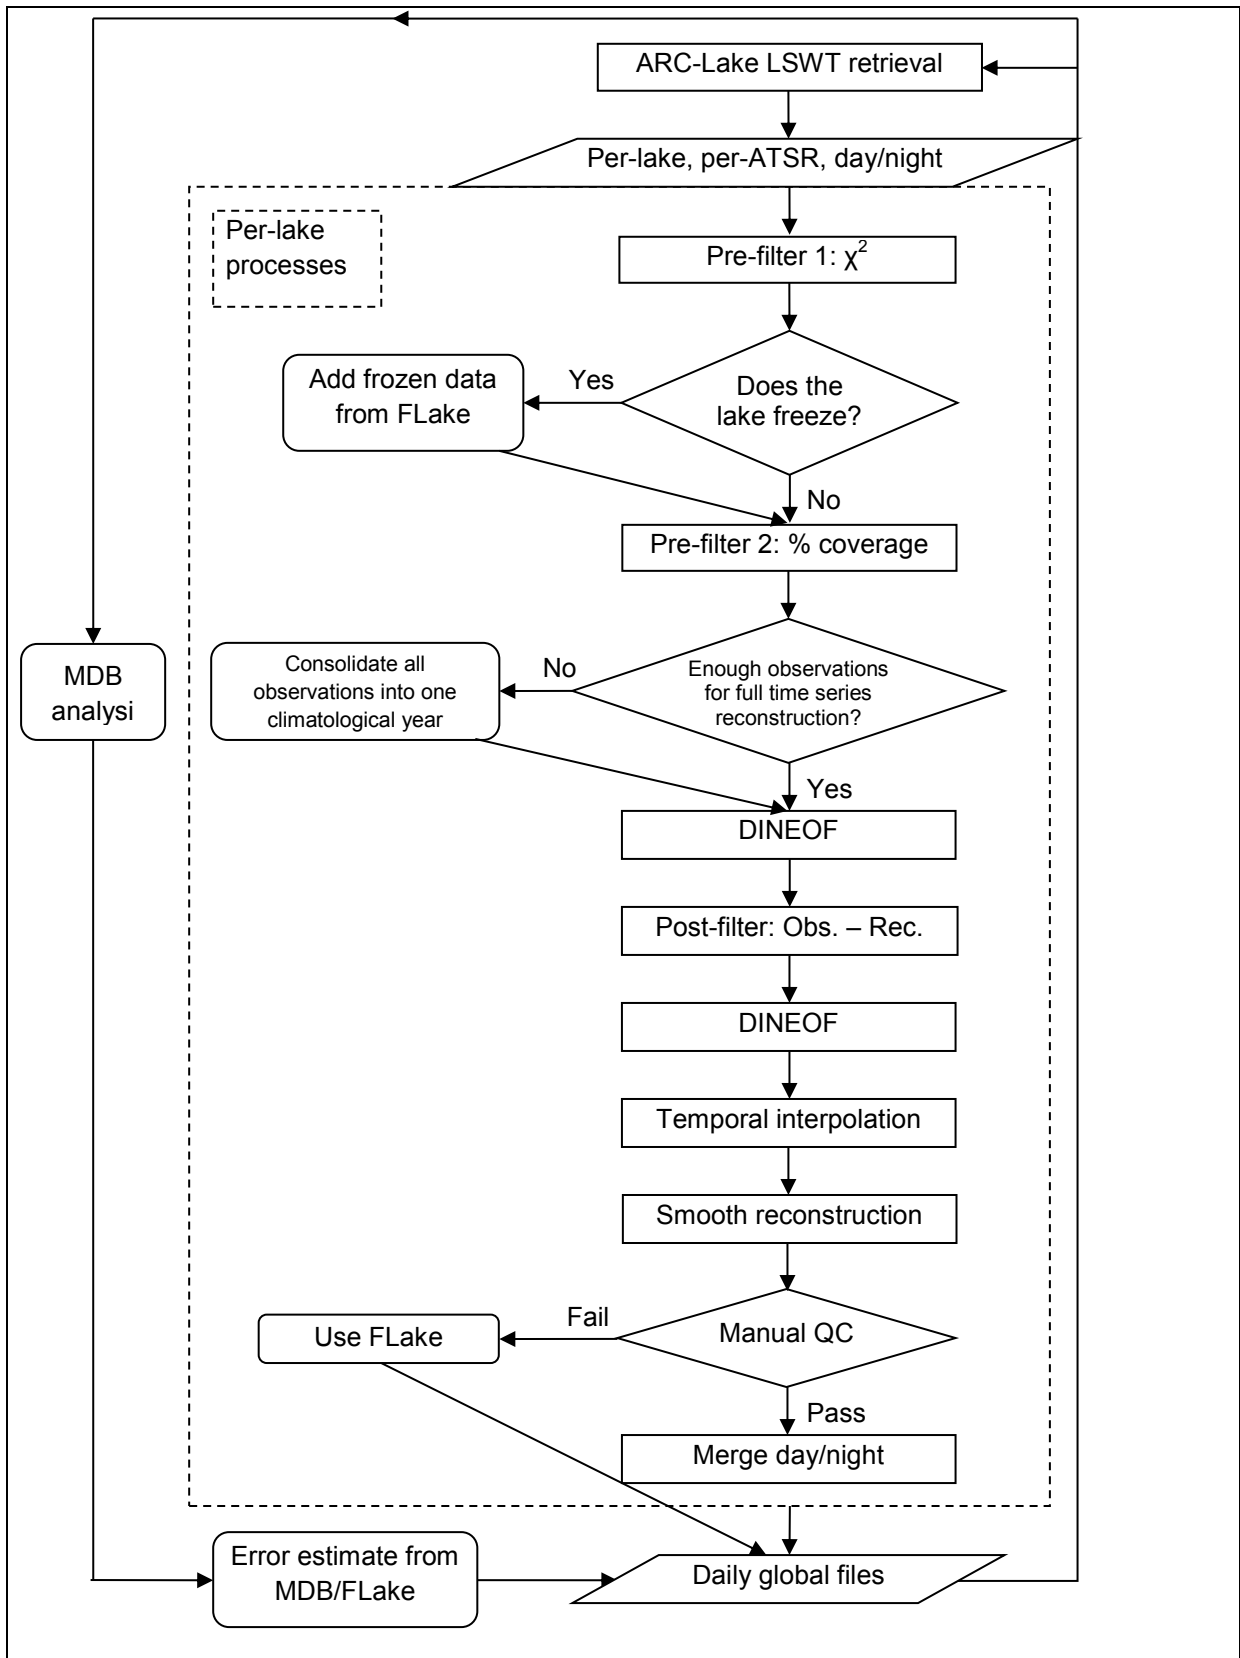 ARC-Lake LSWT retrieval
Per-lake, per-ATSR, day/night
Per-lake
processes
Pre-filter 1: χ²
Does the
lake freeze?
Yes
Add frozen data
from FLake
No
Pre-filter 2: % coverage
Enough observations
for full time series
reconstruction?
No
Consolidate all
observations into one
climatological year
MDB
analysi
Yes
DINEOF
Post-filter: Obs. – Rec.
DINEOF
Temporal interpolation
Smooth reconstruction
Manual QC
Fail
Use FLake
Pass
Merge day/night
Error estimate from
MDB/FLake
Daily global files